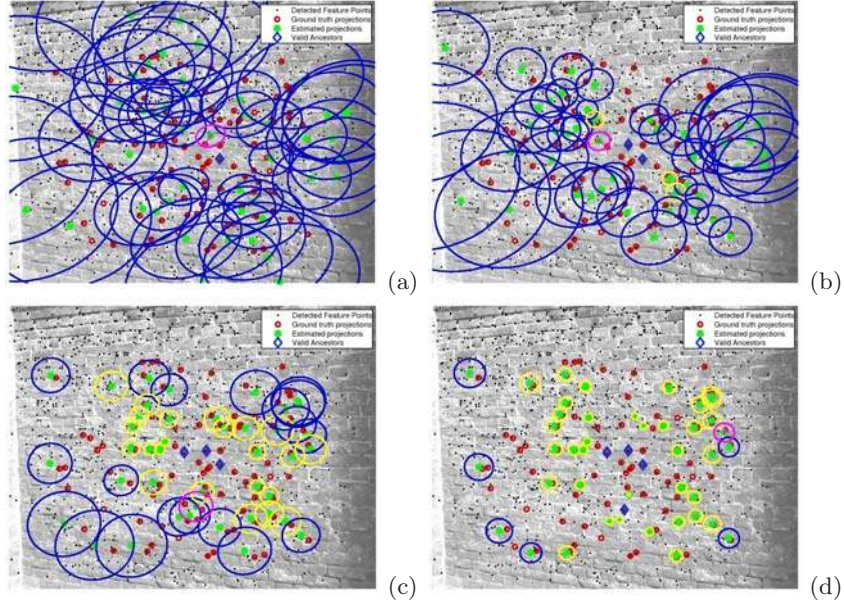 Detected Feature Points
Ground truth projections
Estimated projections
Valid Ancestors
(a)
Detected Feature Points
Ground truth projections
Estimated projections
Valid Ancestors
(b)
Detected Feature Points
Ground truth projections
Estimated projections
Valid Ancestors
(c)
Detected Feature Points
Ground truth projections
Estimated projections
Valid Ancestors
(d)